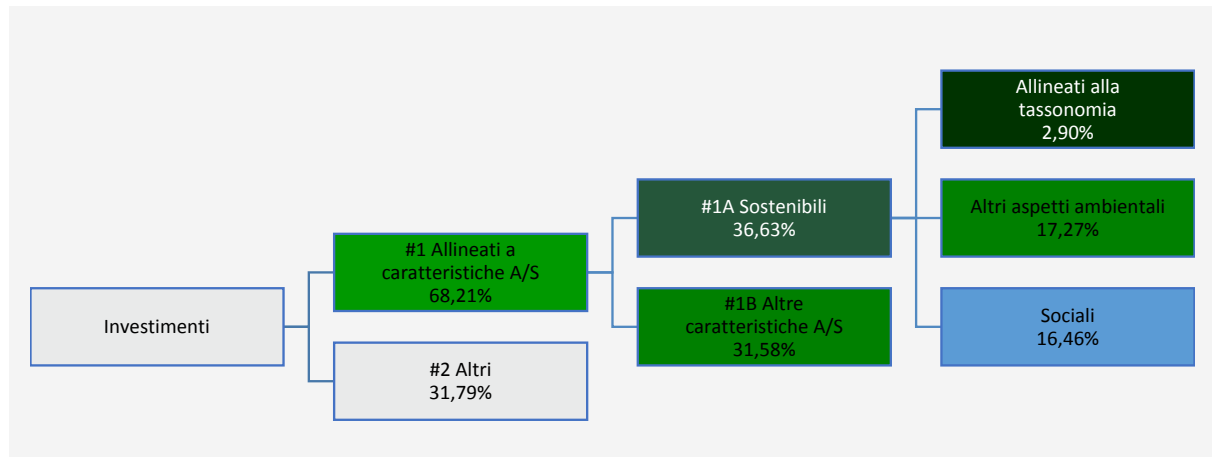 Investimenti
#1 Allineati a
caratteristiche A/S
68,21%
#2 Altri
31,79%
#1A Sostenibili
36,63%
#1B Altre
caratteristiche A/S
31,58%
Allineati alla
tassonomia
2,90%
Altri aspetti ambientali
17,27%
Sociali
16,46%